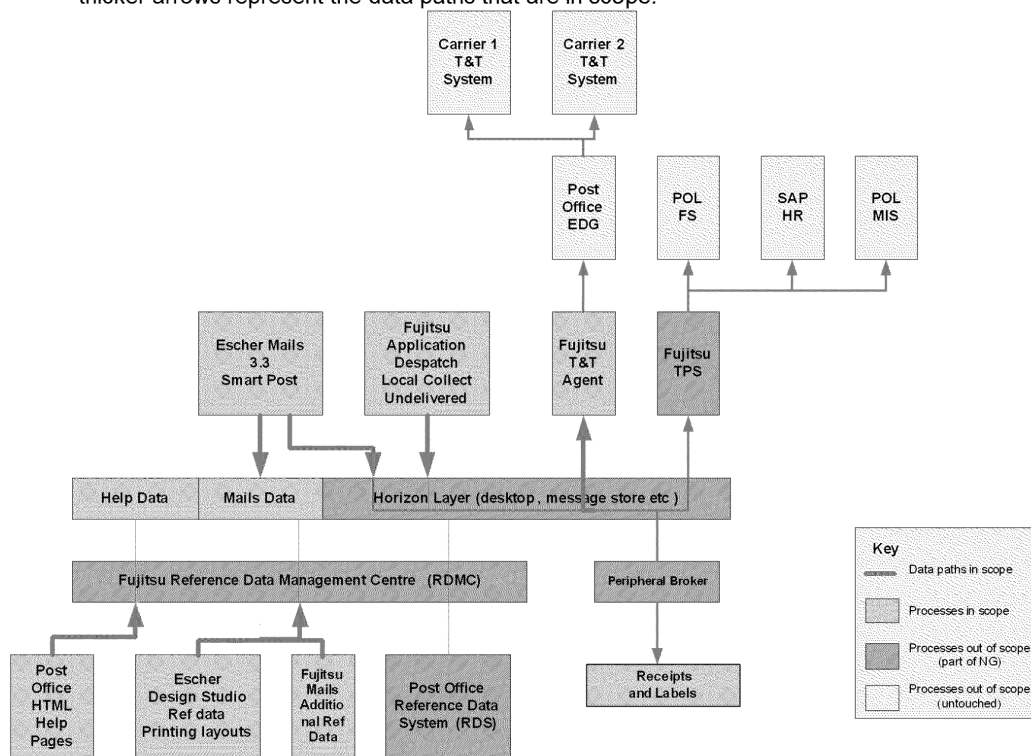 thicker arrows represent the data paths that are in scope.
Carrier 1
T&T
System
Carrier 2
T&T
System
Post
Office
EDG
POL
FS
SAP
HR
POL
MIS
Escher Mails
3.3
Smart Post
Fujitsu
Application
Despatch
Local Collect
Undelivered
Fujitsu
T&T
Agent
Fujitsu
TPS
Help Data
Mails Data
Horizon Layer (desktop , message store etc )
Fujitsu Reference Data Management Centre (RDMC)
Peripheral Broker
Post
Office
HTML
Help
Pages
Escher
Design Studio
Ref data
Printing layouts
Fujitsu
Mails
Additio
nal Ref
Data
Post Office
Reference Data
System (RDS)
Receipts
and Labels
Key
Data paths in scope
Processes in scope
Processes out of scope
(part of NG)
Processes out of scope
(untouched)